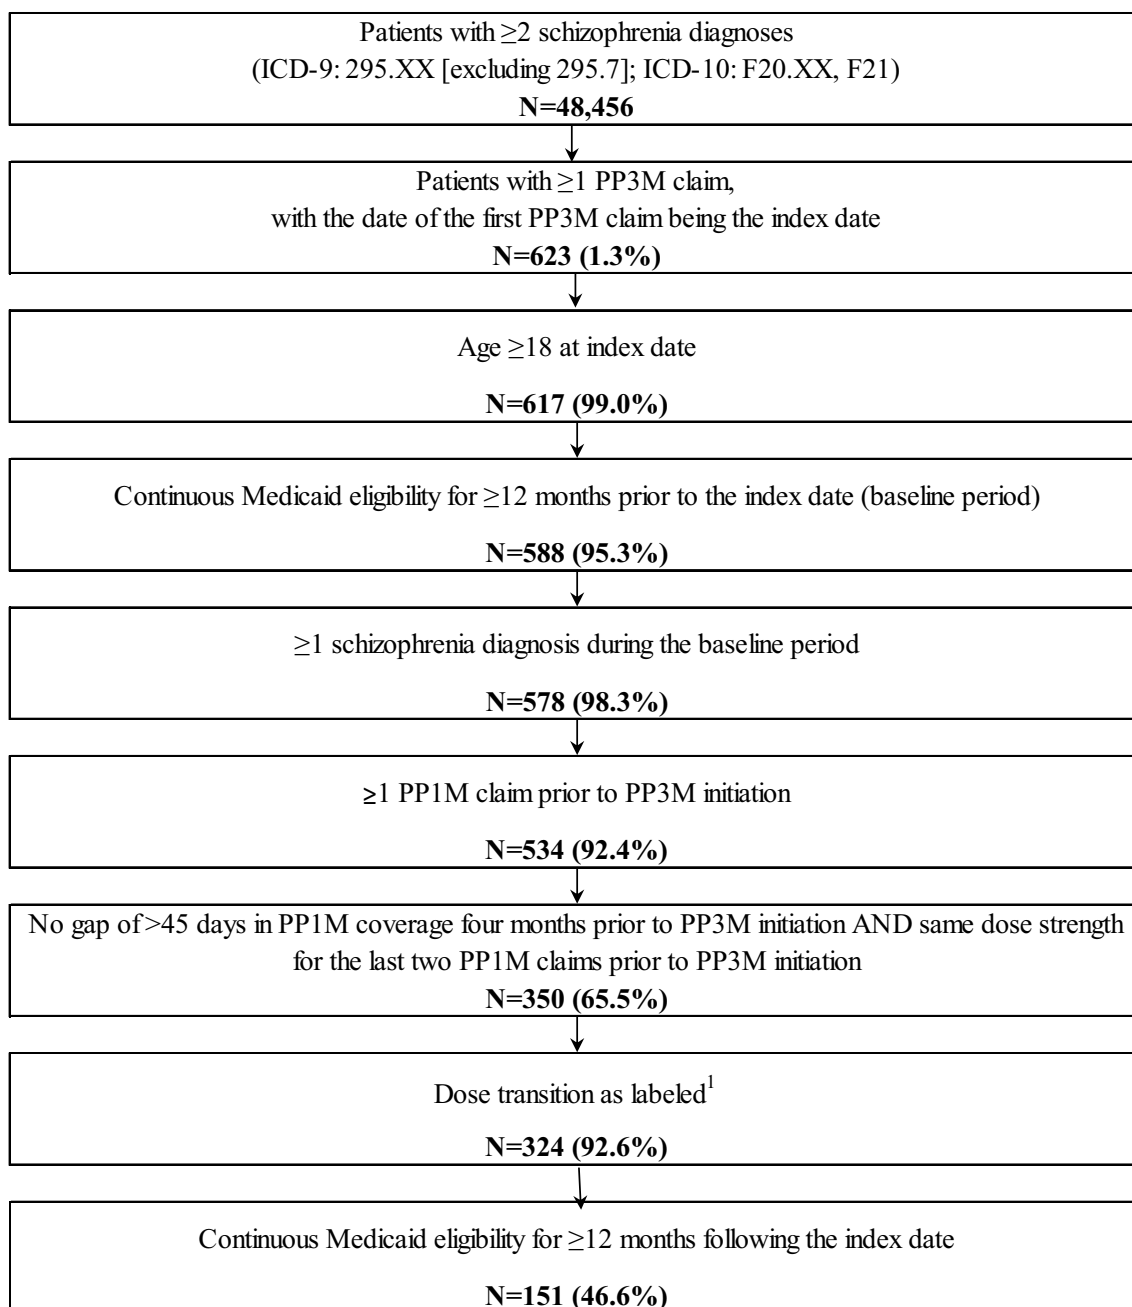 Patients with ≥2 schizophrenia diagnoses
(ICD-9: 295.XX [excluding 295.7]; ICD-10: F20.XX, F21)
N=48,456
Patients with ≥1 PP3M claim,
with the date of the first PP3M claim being the index date
N=623 (1.3%)
Age ≥18 at index date
N=617 (99.0%)
Continuous Medicaid eligibility for ≥12 months prior to the index date (baseline period)
N=588 (95.3%)
≥1 schizophrenia diagnosis during the baseline period
N=578 (98.3%)
≥1 PP1M claim prior to PP3M initiation
N=534 (92.4%)
No gap of >45 days in PP1M coverage four months prior to PP3M initiation AND same dose strength
for the last two PP1M claims prior to PP3M initiation
N=350 (65.5%)
Dose transition as labeled¹
N=324 (92.6%)
Continuous Medicaid eligibility for ≥12 months following the index date
N=151 (46.6%)